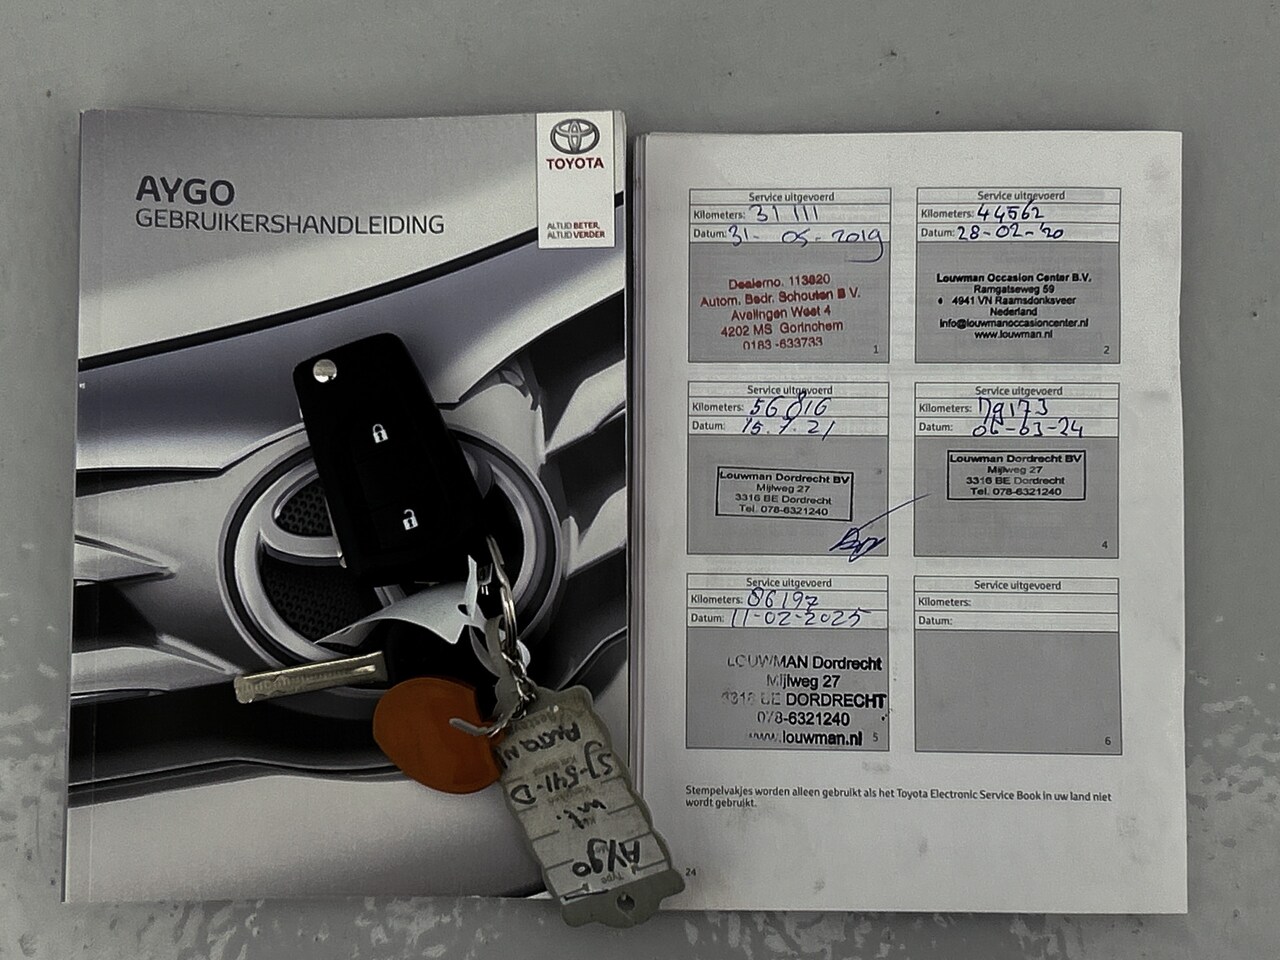 AYGO
GEBRUIKERSHANDLEIDING
TOYOTA
ALTIJD BETER,
ALTIJD VERDER
Service uitgevoerd
Kilometers: 31 111
Datum: 31-05-2019
Dealerno. 113820
Autom. Bedr. Schouten B V.
Avelingen West 4
4202 MS Gorinchem
0183-633733
1
Service uitgevoerd
Kilometers: 44562
Datum: 28-02-'20
Louwman Occasion Center B.V.
Ramgatseweg 59
4941 VN Raamsdonksveer
Nederland
info@louwmanoccasioncenter.nl
www.louwman.nl
2
Service uitgevoerd
Kilometers: 56816
Datum: 15.7.21
Louwman Dordrecht BV
Mijlweg 27
3316 BE Dordrecht
Tel. 078-6321240
Service uitgevoerd
Kilometers: 79173
Datum: 06-03-24
Louwman Dordrecht BV
Mijlweg 27
3316 BE Dordrecht
Tel. 078-6321240
4
Service uitgevoerd
Kilometers: 86197
Datum: 11-02-2025
LOUWMAN Dordrecht
Mijlweg 27
3316 BE DORDRECHT
078-6321240
www.louwman.nl
5
Service uitgevoerd
Kilometers:
Datum:
6
Stempelvakjes worden alleen gebruikt als het Toyota Electronic Service Book in uw land niet
wordt gebruikt.
24
Aygo
wt.
SJ-541-D
Type